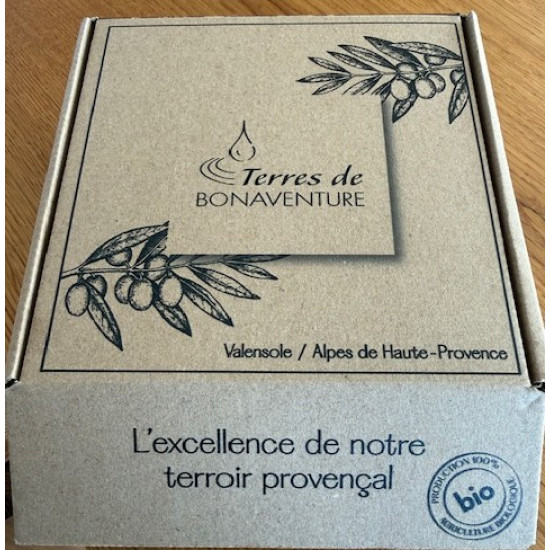 Terres de
BONAVENTURE
Valensole / Alpes de Haute-Provence
L'excellence de notre
terroir provençal
PRODUCTION 100%
bio
AGRICULTURE BIOLOGIQUE